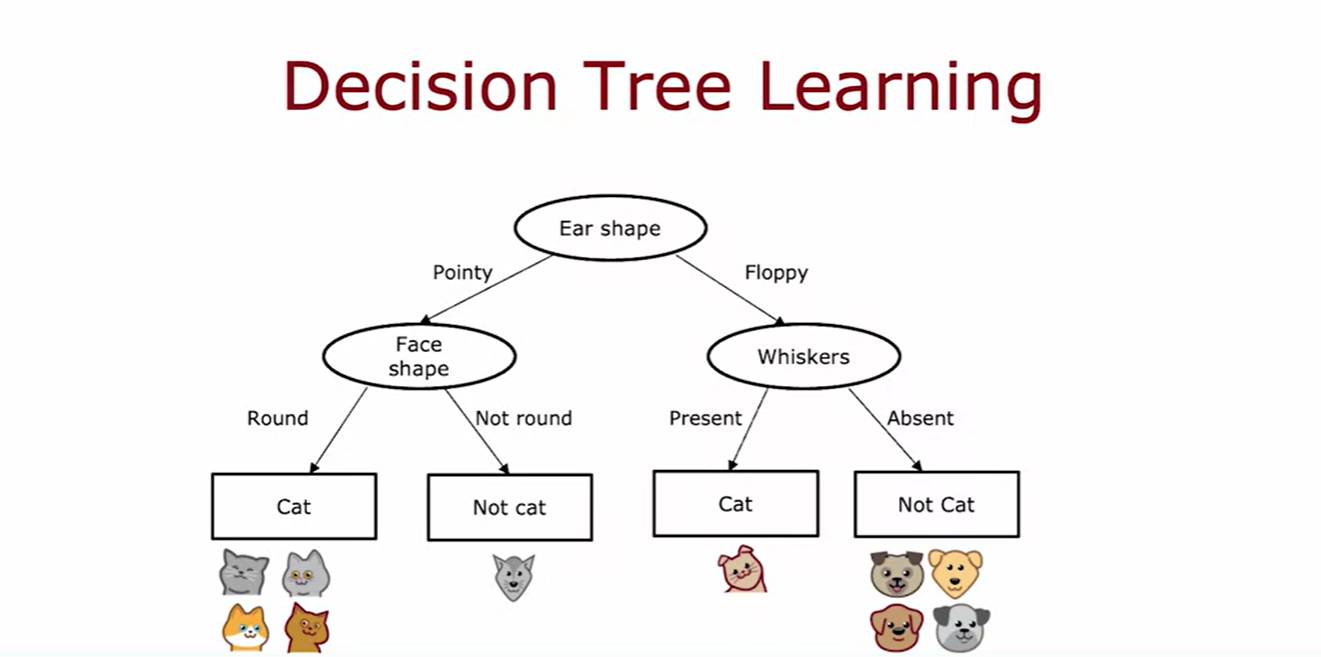 Decision Tree Learning
Ear shape
Pointy
Floppy
Face
shape
Whiskers
Round
Not round
Present
Absent
Cat
Not cat
Cat
Not Cat